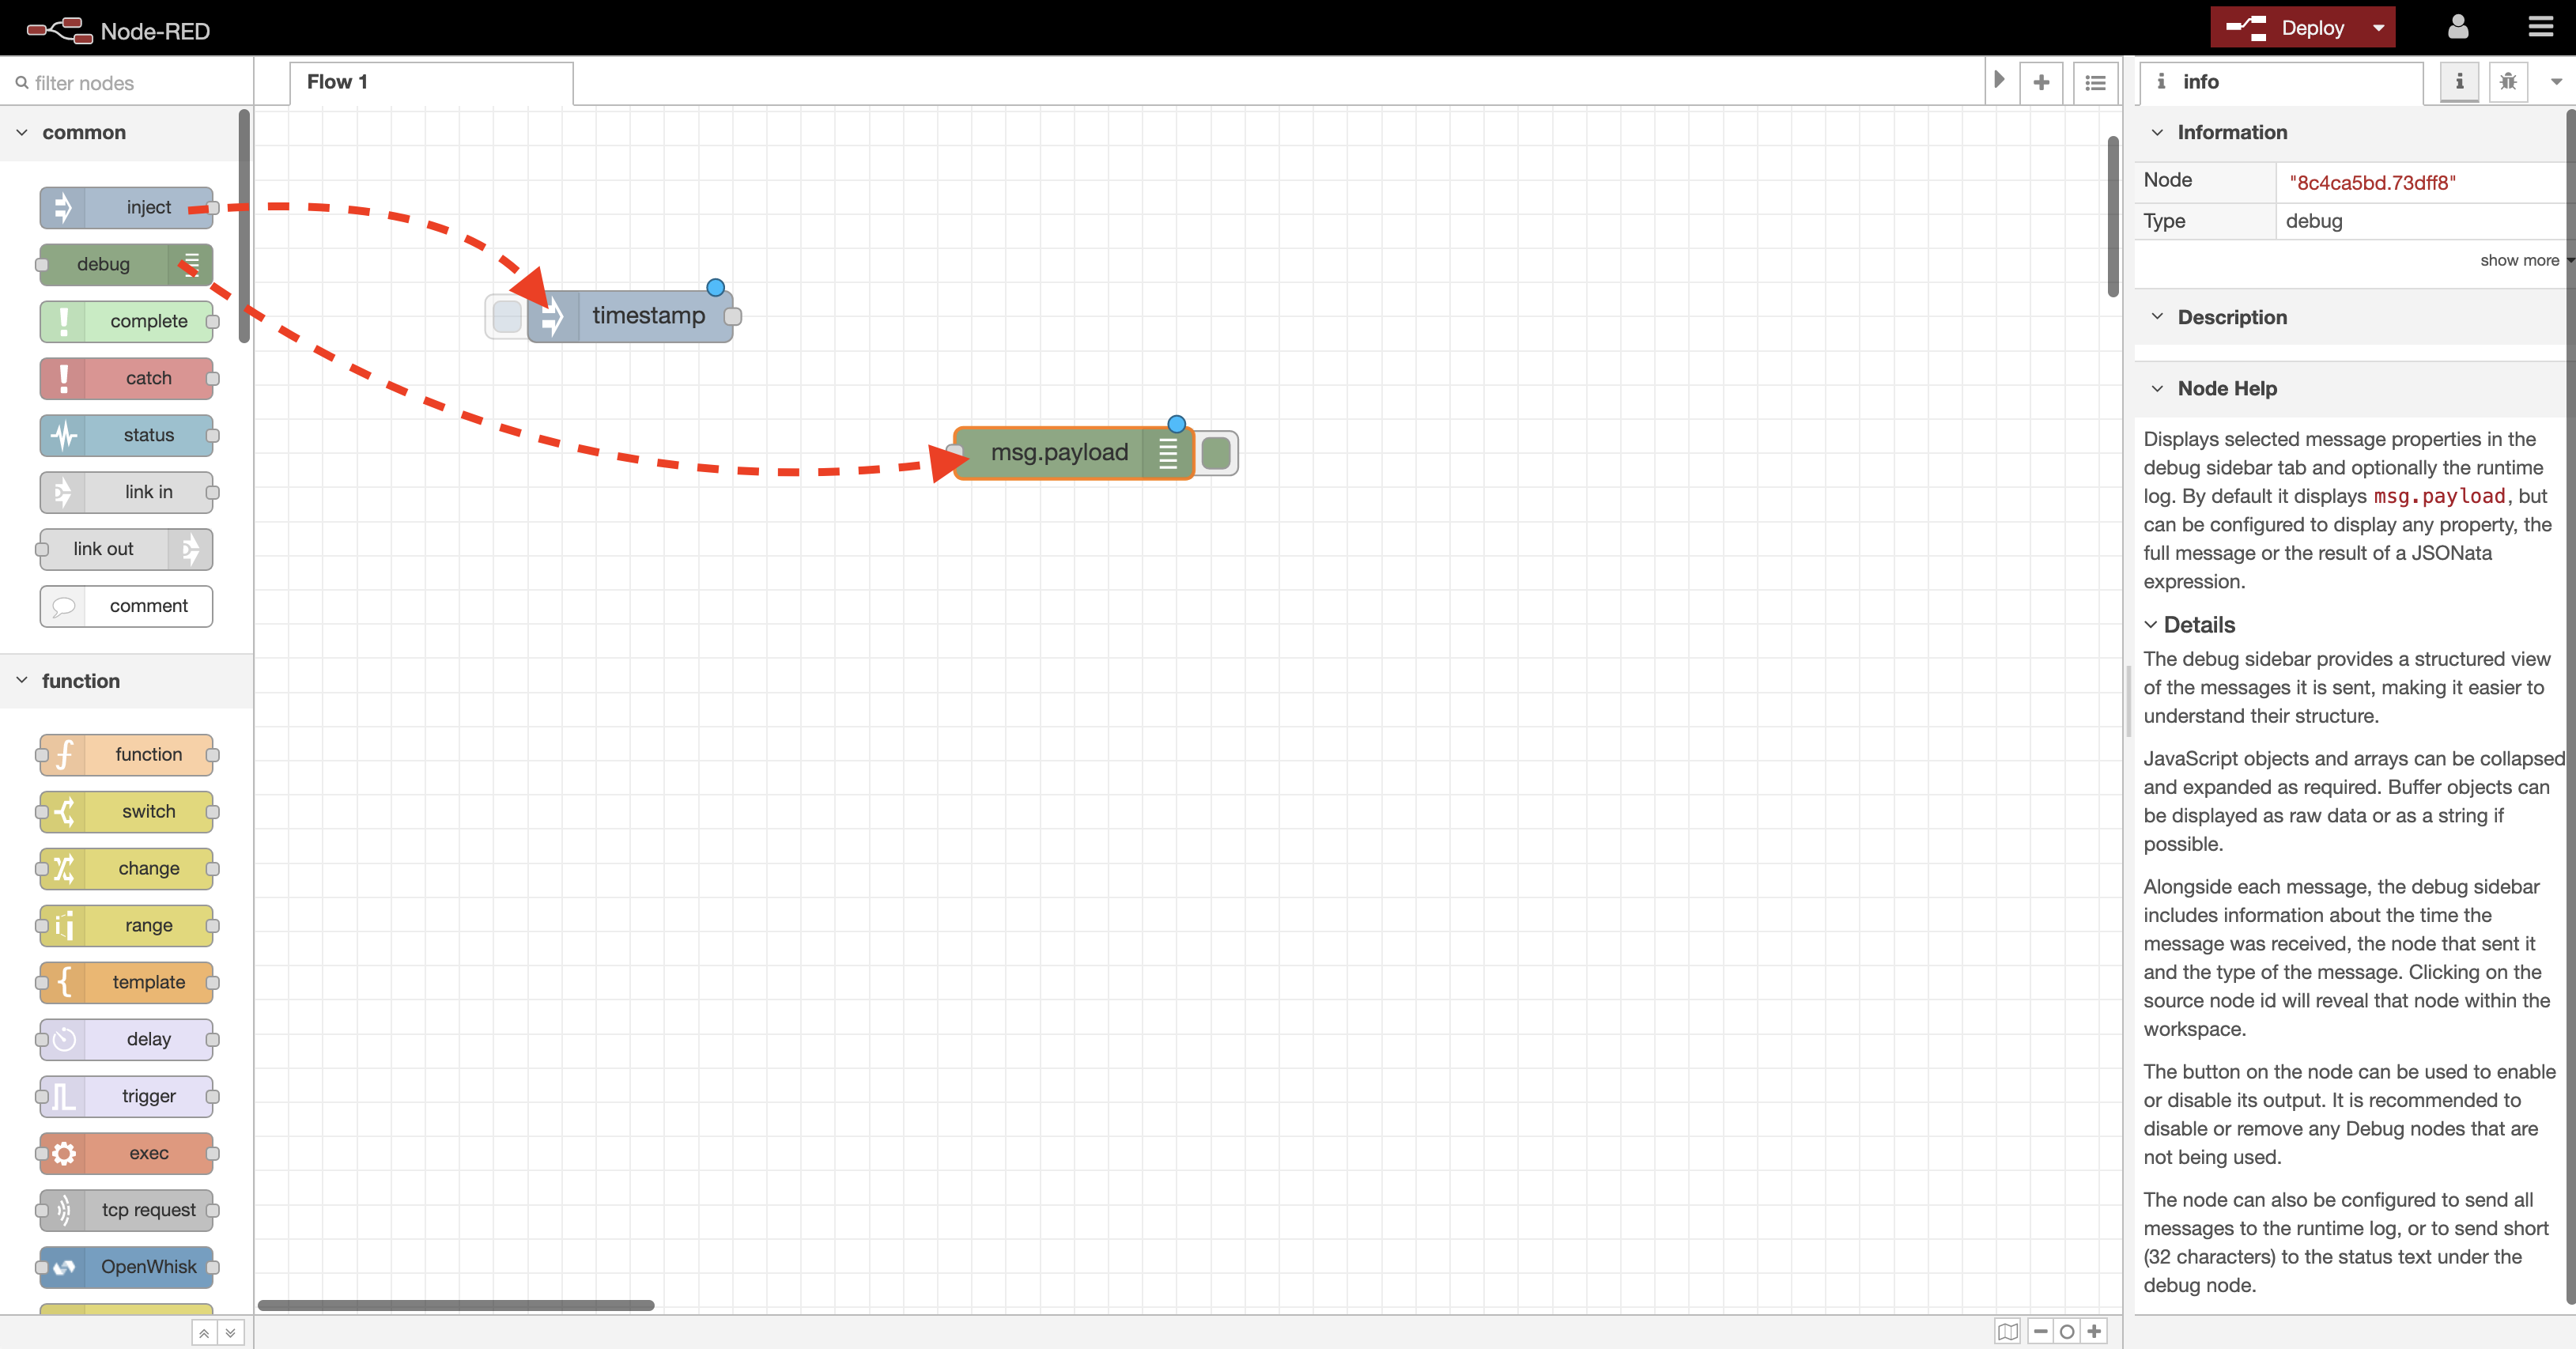 Node-RED
Deploy
filter nodes
Flow 1
info
common
inject
debug
complete
catch
status
link in
link out
comment
function
function
switch
change
range
template
delay
trigger
exec
tcp request
OpenWhisk
timestamp
msg.payload
Information
Node "8c4ca5bd.73dff8"
Type debug
show more
Description
Node Help
Displays selected message properties in the
debug sidebar tab and optionally the runtime
log. By default it displays msg.payload, but
can be configured to display any property, the
full message or the result of a JSONata
expression.
Details
The debug sidebar provides a structured view
of the messages it is sent, making it easier to
understand their structure.
JavaScript objects and arrays can be collapsed
and expanded as required. Buffer objects can
be displayed as raw data or as a string if
possible.
Alongside each message, the debug sidebar
includes information about the time the
message was received, the node that sent it
and the type of the message. Clicking on the
source node id will reveal that node within the
workspace.
The button on the node can be used to enable
or disable its output. It is recommended to
disable or remove any Debug nodes that are
not being used.
The node can also be configured to send all
messages to the runtime log, or to send short
(32 characters) to the status text under the
debug node.